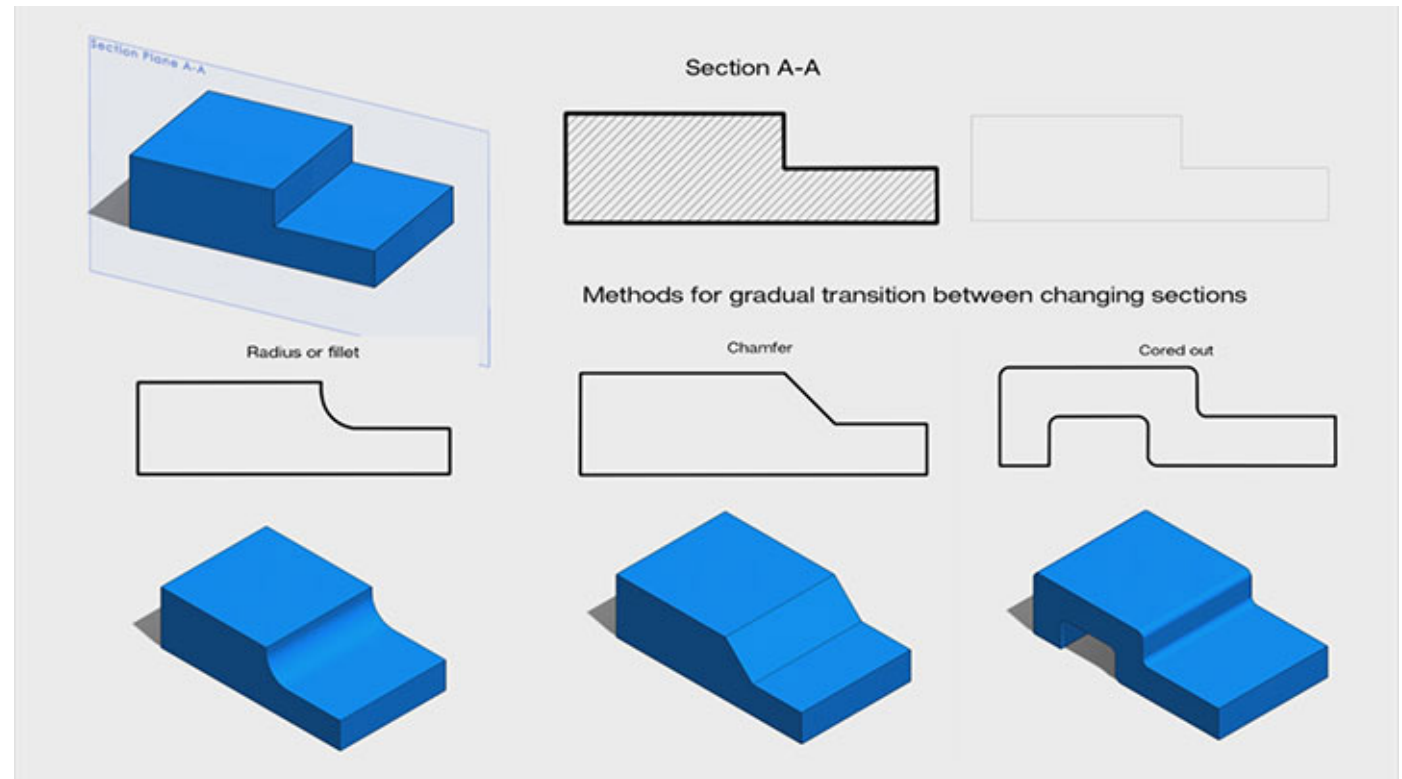 Section Plane A-A
Section A-A
Methods for gradual transition between changing sections
Radius or fillet
Chamfer
Cored out